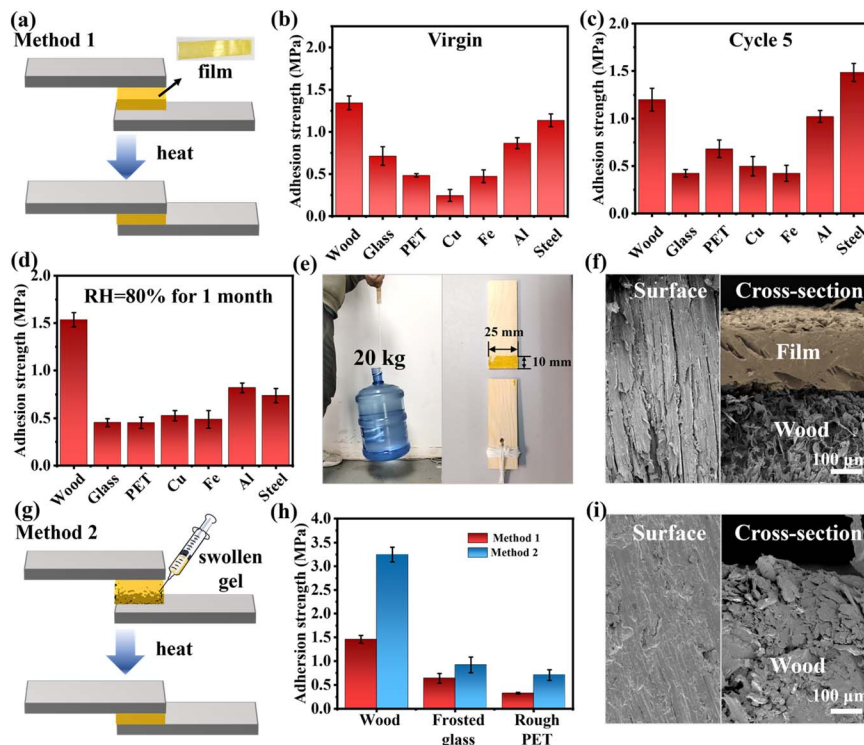 (a)
Method 1
film
heat
(b)
Virgin
Adhesion strength (MPa)
2.0
1.5
1.0
0.5
0.0
Wood
Glass
PET
Cu
Fe
Al
Steel
(c)
Cycle 5
Adhesion strength (MPa)
2.0
1.5
1.0
0.5
0.0
Wood
Glass
PET
Cu
Fe
Al
Steel
(d)
RH=80% for 1 month
Adhesion strength (MPa)
2.0
1.5
1.0
0.5
0.0
Wood
Glass
PET
Cu
Fe
Al
Steel
(e)
20 kg
25 mm
10 mm
(f)
Surface
Cross-section
Film
Wood
100 μm
(g)
Method 2
swollen
gel
heat
(h)
Method 1
Method 2
Adhersion strength (MPa)
4.0
3.5
3.0
2.5
2.0
1.5
1.0
0.5
0.0
Wood
Frosted
glass
Rough
PET
(i)
Surface
Cross-section
Wood
100 μm